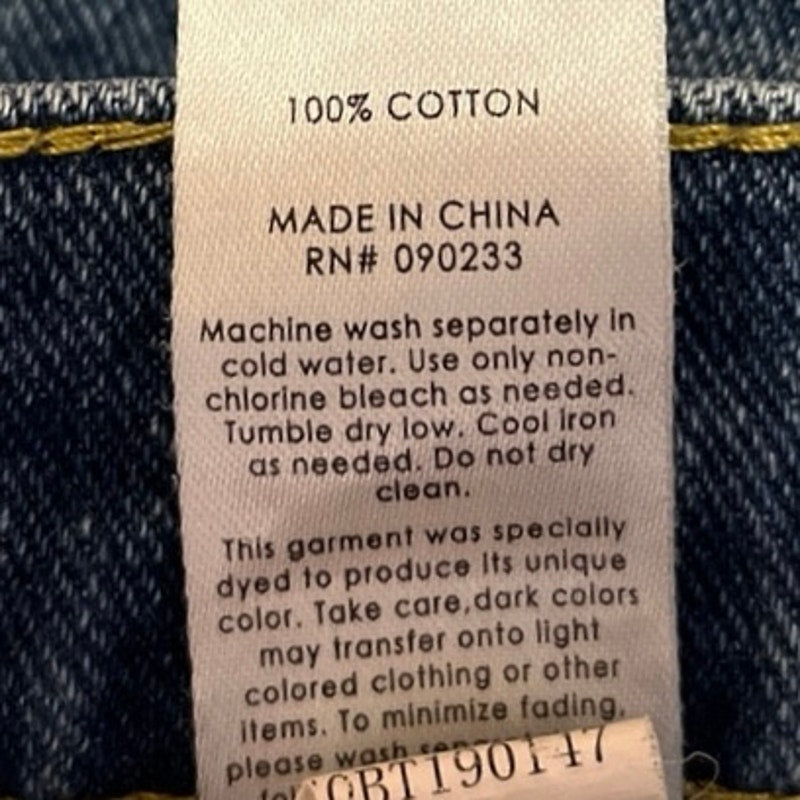 100% COTTON
MADE IN CHINA
RN# 090233
Machine wash separately in
cold water. Use only non-
chlorine bleach as needed.
Tumble dry low. Cool iron
as needed. Do not dry
clean.
This garment was specially
dyed to produce its unique
color. Take care,dark colors
may transfer onto light
colored clothing or other
items. To minimize fading,
please wash